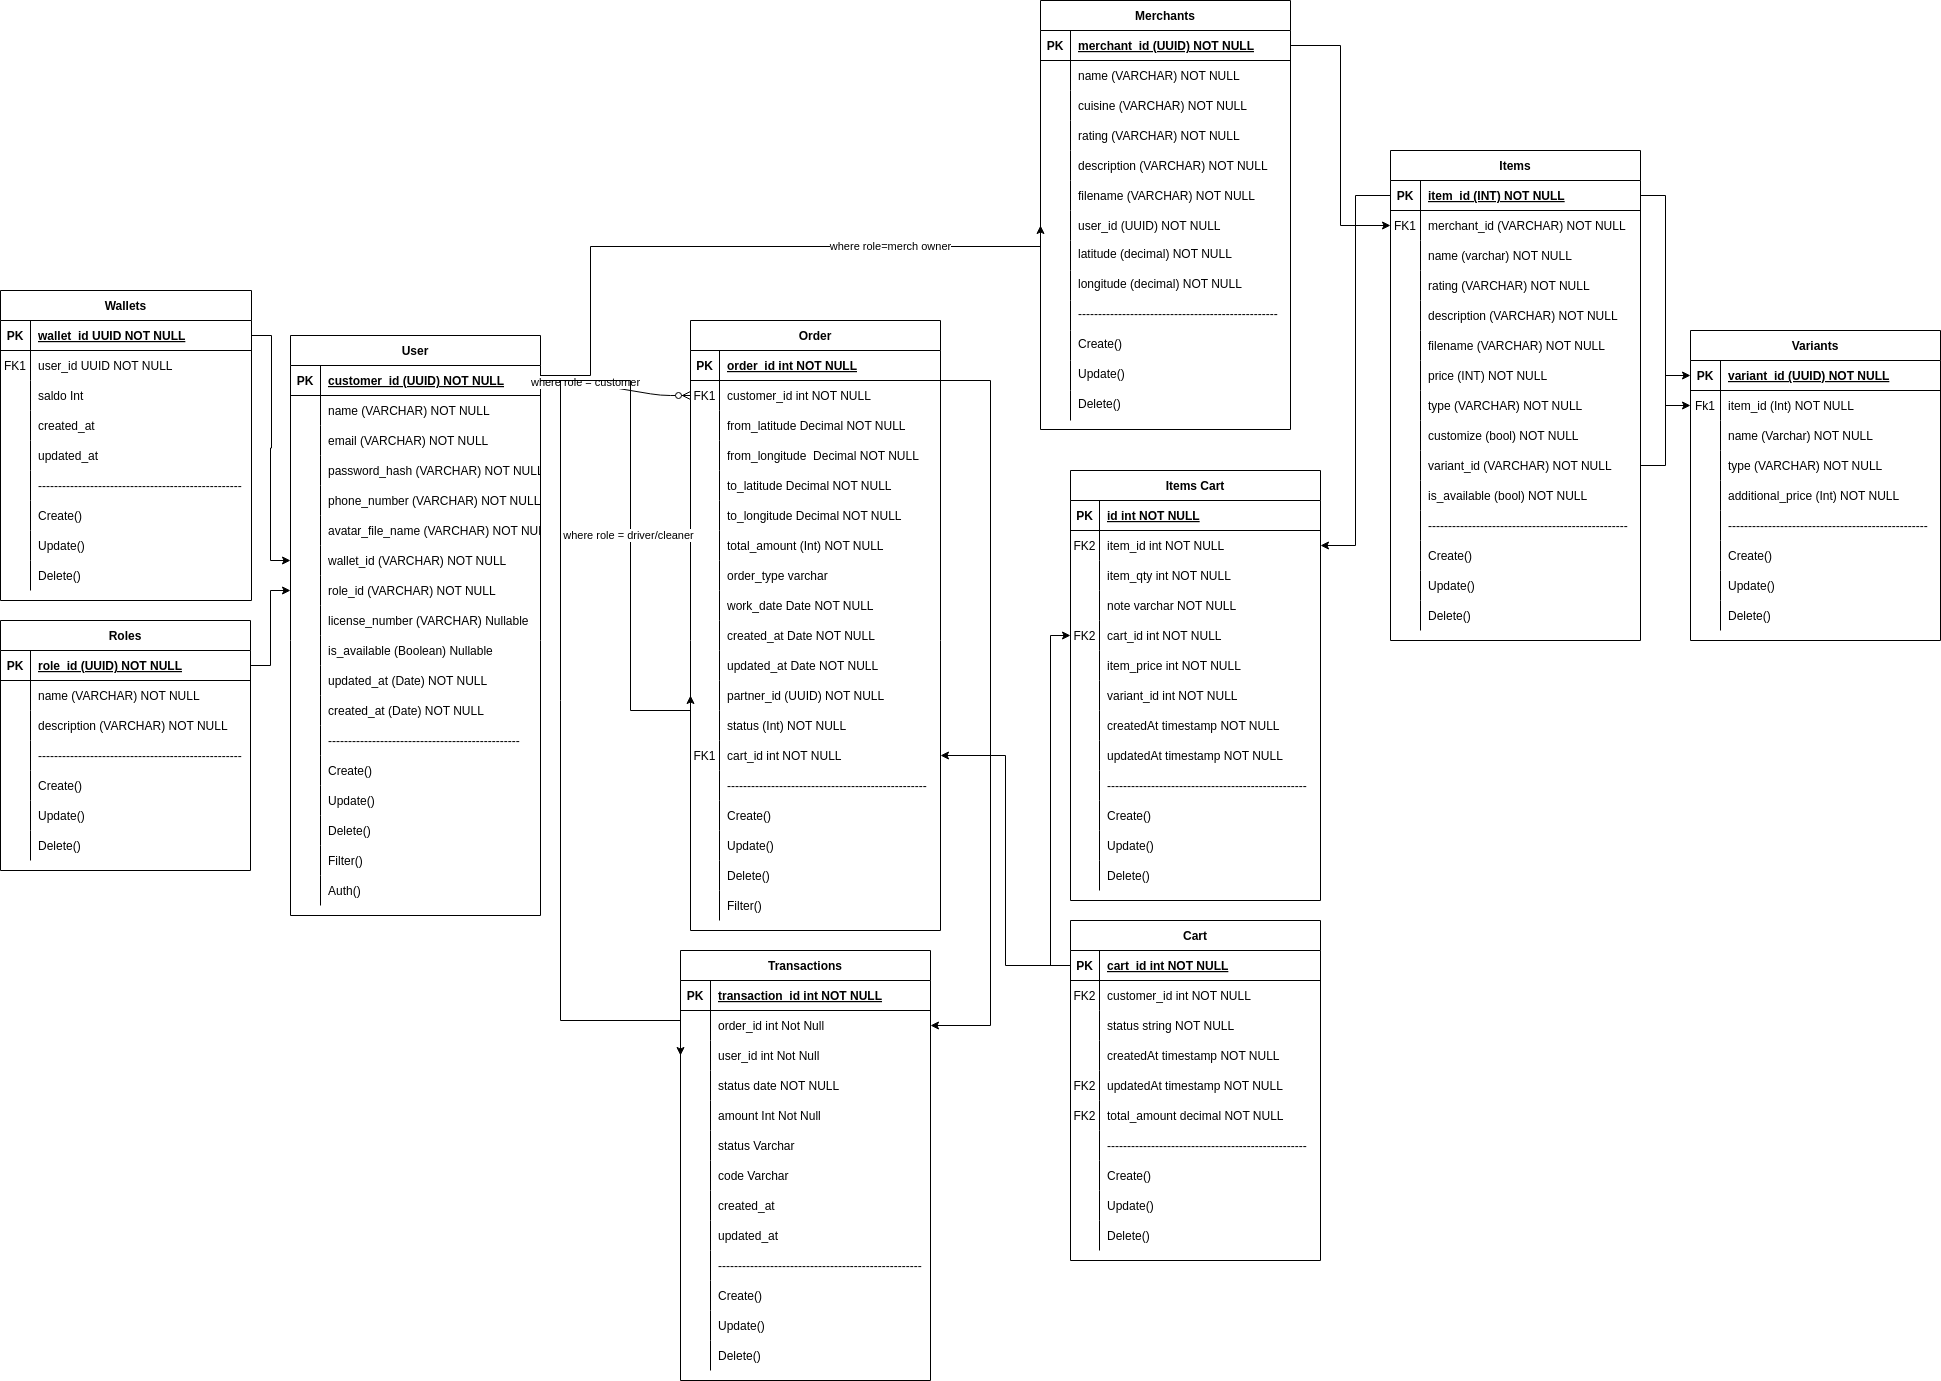 Merchants
PK merchant_id (UUID) NOT NULL
name (VARCHAR) NOT NULL
cuisine (VARCHAR) NOT NULL
rating (VARCHAR) NOT NULL
description (VARCHAR) NOT NULL
filename (VARCHAR) NOT NULL
user_id (UUID) NOT NULL
latitude (decimal) NOT NULL
longitude (decimal) NOT NULL
--------------------------------------------------
Create()
Update()
Delete()
Items
PK item_id (INT) NOT NULL
FK1 merchant_id (VARCHAR) NOT NULL
name (varchar) NOT NULL
rating (VARCHAR) NOT NULL
description (VARCHAR) NOT NULL
filename (VARCHAR) NOT NULL
price (INT) NOT NULL
type (VARCHAR) NOT NULL
customize (bool) NOT NULL
variant_id (VARCHAR) NOT NULL
is_available (bool) NOT NULL
--------------------------------------------------
Create()
Update()
Delete()
Variants
PK variant_id (UUID) NOT NULL
Fk1 item_id (Int) NOT NULL
name (Varchar) NOT NULL
type (VARCHAR) NOT NULL
additional_price (Int) NOT NULL
--------------------------------------------------
Create()
Update()
Delete()
where role=merch owner
where role = customer
where role = driver/cleaner
Wallets
PK wallet_id UUID NOT NULL
FK1 user_id UUID NOT NULL
saldo Int
created_at
updated_at
---------------------------------------------------
Create()
Update()
Delete()
Roles
PK role_id (UUID) NOT NULL
name (VARCHAR) NOT NULL
description (VARCHAR) NOT NULL
---------------------------------------------------
Create()
Update()
Delete()
User
PK customer_id (UUID) NOT NULL
name (VARCHAR) NOT NULL
email (VARCHAR) NOT NULL
password_hash (VARCHAR) NOT NULL
phone_number (VARCHAR) NOT NULL
avatar_file_name (VARCHAR) NOT NUL
wallet_id (VARCHAR) NOT NULL
role_id (VARCHAR) NOT NULL
license_number (VARCHAR) Nullable
is_available (Boolean) Nullable
updated_at (Date) NOT NULL
created_at (Date) NOT NULL
------------------------------------------------
Create()
Update()
Delete()
Filter()
Auth()
Order
PK order_id int NOT NULL
FK1 customer_id int NOT NULL
from_latitude Decimal NOT NULL
from_longitude  Decimal NOT NULL
to_latitude Decimal NOT NULL
to_longitude Decimal NOT NULL
total_amount (Int) NOT NULL
order_type varchar
work_date Date NOT NULL
created_at Date NOT NULL
updated_at Date NOT NULL
partner_id (UUID) NOT NULL
status (Int) NOT NULL
FK1 cart_id int NOT NULL
--------------------------------------------------
Create()
Update()
Delete()
Filter()
Items Cart
PK id int NOT NULL
FK2 item_id int NOT NULL
item_qty int NOT NULL
note varchar NOT NULL
FK2 cart_id int NOT NULL
item_price int NOT NULL
variant_id int NOT NULL
createdAt timestamp NOT NULL
updatedAt timestamp NOT NULL
--------------------------------------------------
Create()
Update()
Delete()
Transactions
PK transaction_id int NOT NULL
order_id int Not Null
user_id int Not Null
status date NOT NULL
amount Int Not Null
status Varchar
code Varchar
created_at
updated_at
---------------------------------------------------
Create()
Update()
Delete()
Cart
PK cart_id int NOT NULL
FK2 customer_id int NOT NULL
status string NOT NULL
createdAt timestamp NOT NULL
FK2 updatedAt timestamp NOT NULL
FK2 total_amount decimal NOT NULL
--------------------------------------------------
Create()
Update()
Delete()